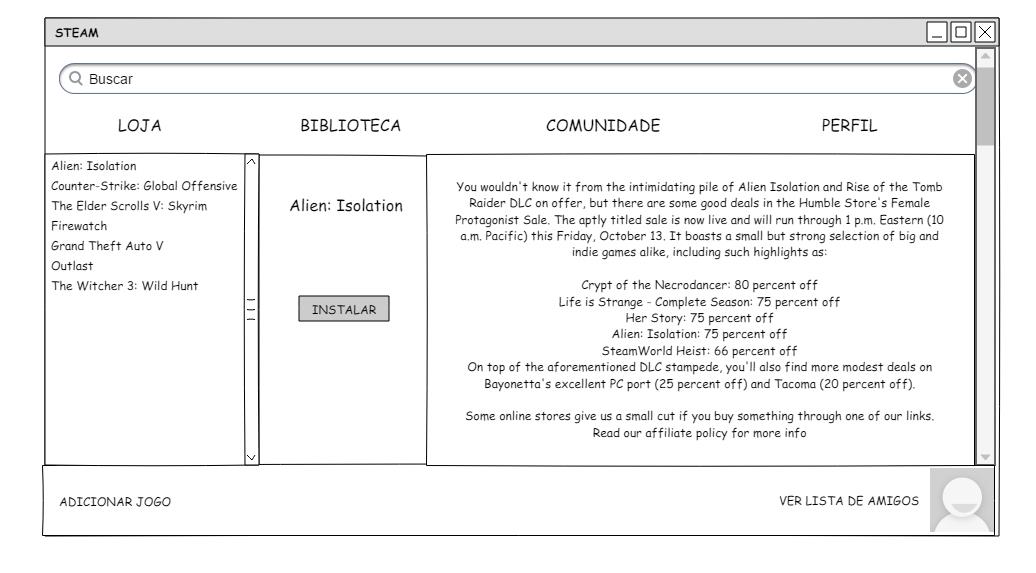 STEAM
Buscar
LOJA
BIBLIOTECA
COMUNIDADE
PERFIL
Alien: Isolation
Counter-Strike: Global Offensive
The Elder Scrolls V: Skyrim
Firewatch
Grand Theft Auto V
Outlast
The Witcher 3: Wild Hunt
Alien: Isolation
INSTALAR
You wouldn't know it from the intimidating pile of Alien Isolation and Rise of the Tomb
Raider DLC on offer, but there are some good deals in the Humble Store's Female
Protagonist Sale. The aptly titled sale is now live and will run through 1 p.m. Eastern (10
a.m. Pacific) this Friday, October 13. It boasts a small but strong selection of big and
indie games alike, including such highlights as:
Crypt of the Necrodancer: 80 percent off
Life is Strange - Complete Season: 75 percent off
Her Story: 75 percent off
Alien: Isolation: 75 percent off
SteamWorld Heist: 66 percent off
On top of the aforementioned DLC stampede, you'll also find more modest deals on
Bayonetta's excellent PC port (25 percent off) and Tacoma (20 percent off).
Some online stores give us a small cut if you buy something through one of our links.
Read our affiliate policy for more info
ADICIONAR JOGO
VER LISTA DE AMIGOS